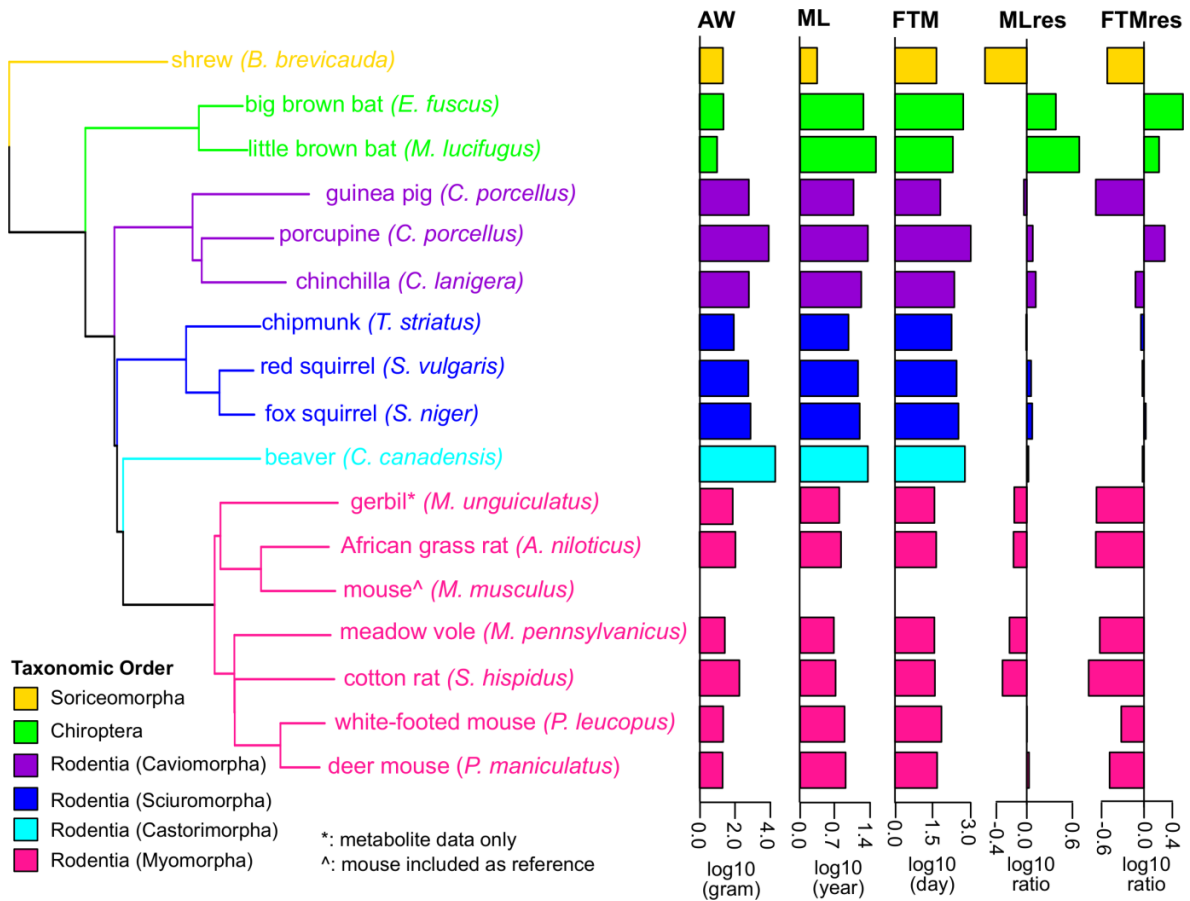 AW ML FTM MLres FTMres
shrew (B. brevicauda)
big brown bat (E. fuscus)
little brown bat (M. lucifugus)
guinea pig (C. porcellus)
porcupine (C. porcellus)
chinchilla (C. lanigera)
chipmunk (T. striatus)
red squirrel (S. vulgaris)
fox squirrel (S. niger)
beaver (C. canadensis)
gerbil* (M. unguiculatus)
African grass rat (A. niloticus)
mouse^ (M. musculus)
meadow vole (M. pennsylvanicus)
cotton rat (S. hispidus)
white-footed mouse (P. leucopus)
deer mouse (P. maniculatus)
Taxonomic Order
Soriceomorpha
Chiroptera
Rodentia (Caviomorpha)
Rodentia (Sciuromorpha)
Rodentia (Castorimorpha)
Rodentia (Myomorpha)
*: metabolite data only
^: mouse included as reference
0.0 2.0 4.0
log10
(gram)
0.0 0.7 1.4
log10
(year)
0.0 1.5 3.0
log10
(day)
-0.4 0.0 0.6
log10
ratio
-0.6 0.0 0.4
log10
ratio